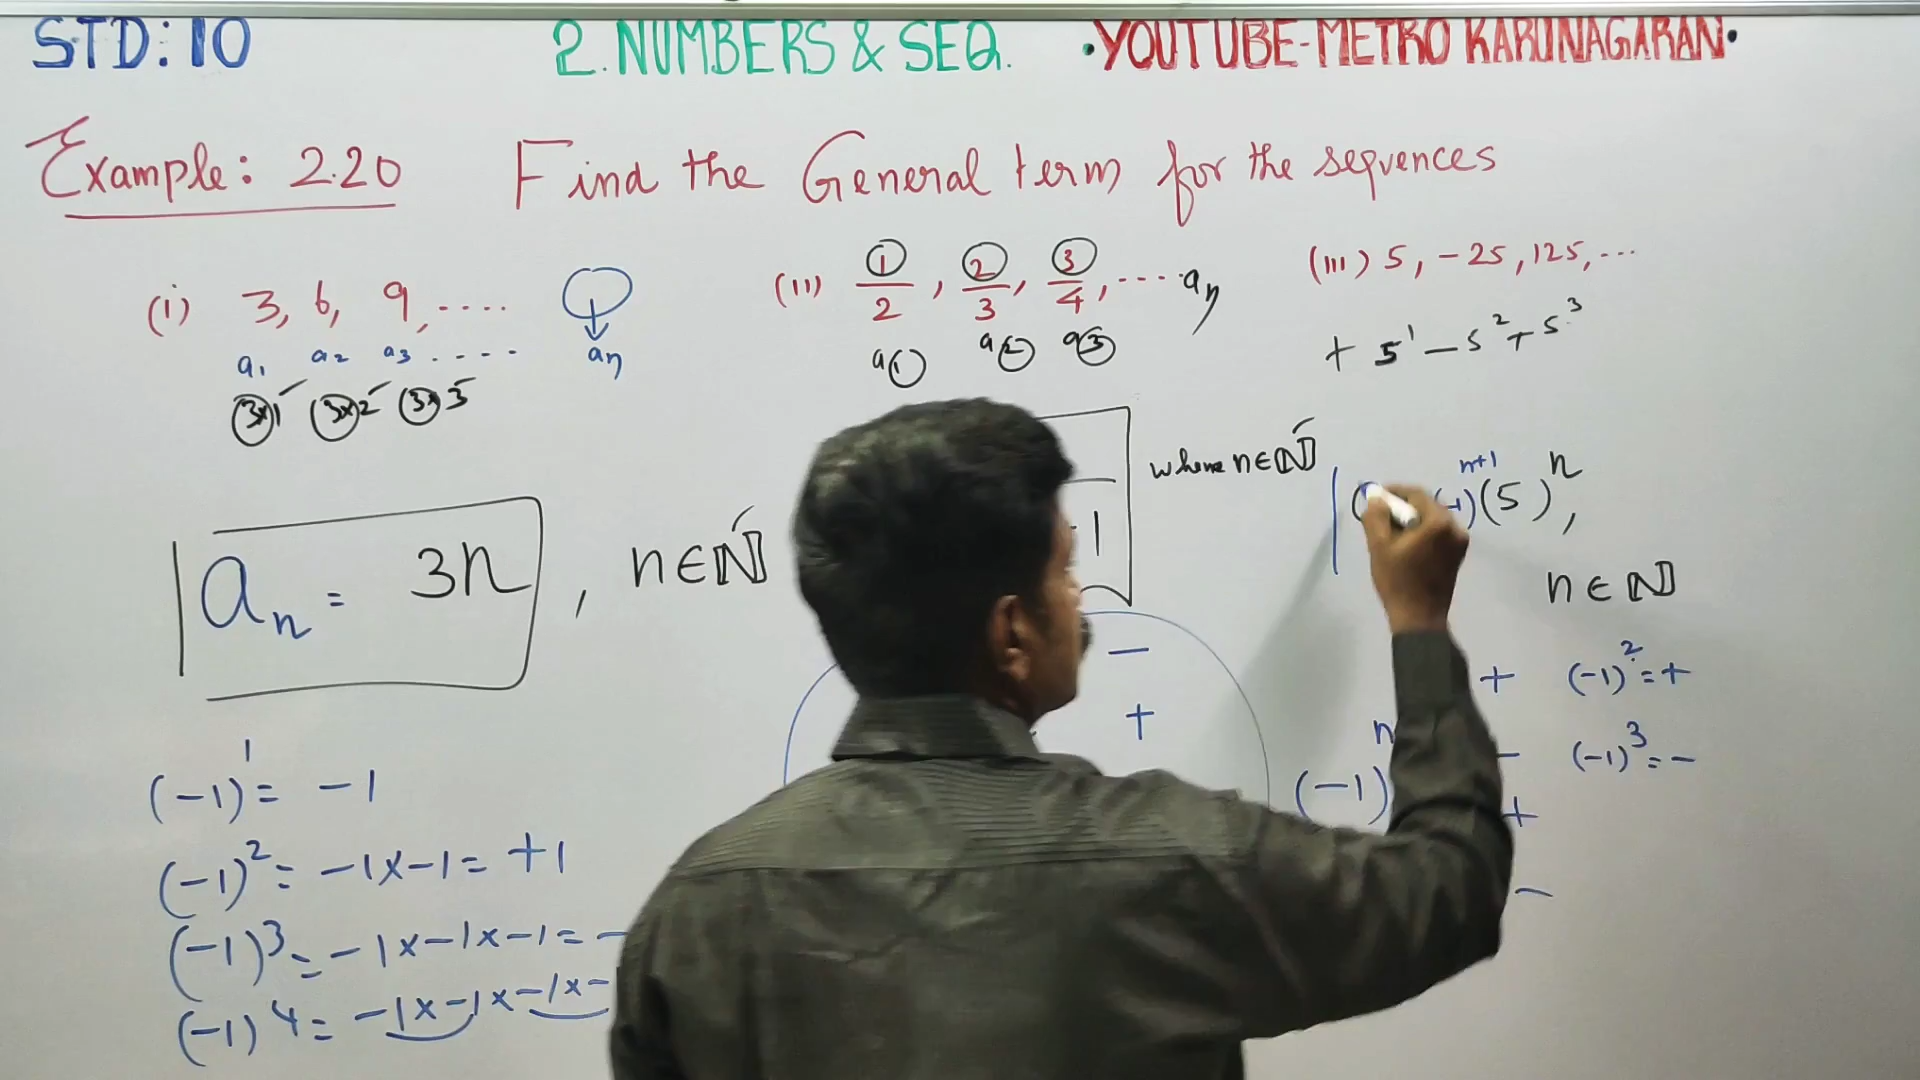 STD: 10 2. NUMBERS & SEQ. •YOUTUBE-METRO KARUNAGARAN•
Example: 2.20 Find the General term for the sequences
(i) 3, 6, 9, .... aₙ
a₁ a₂ a₃ ....
3×1 3×2 3×3
aₙ = 3n , n∈ℕ
(-1)¹ = -1
(-1)² = -1×-1 = +1
(-1)³ = -1×-1×-1 = -
(-1)⁴ = -1×-1×-1×-
(ii) 1/2, 2/3, 3/4, .... aₙ
a₁ a₂ a₃
1
where n∈ℕ
-
+
(iii) 5, -25, 125, ...
+ 5¹ - 5² + 5³
1)ⁿ⁺¹(5)ⁿ,
n ∈ ℕ
+ (-1)² = +
n
- (-1)³ = -
(-1) +
-